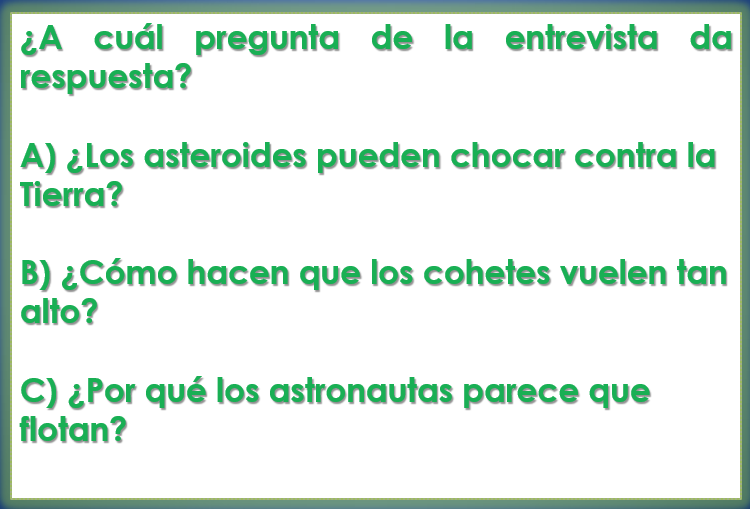 ¿A cuál pregunta de la entrevista da
respuesta?
A) ¿Los asteroides pueden chocar contra la
Tierra?
B) ¿Cómo hacen que los cohetes vuelen tan
alto?
C) ¿Por qué los astronautas parece que
flotan?